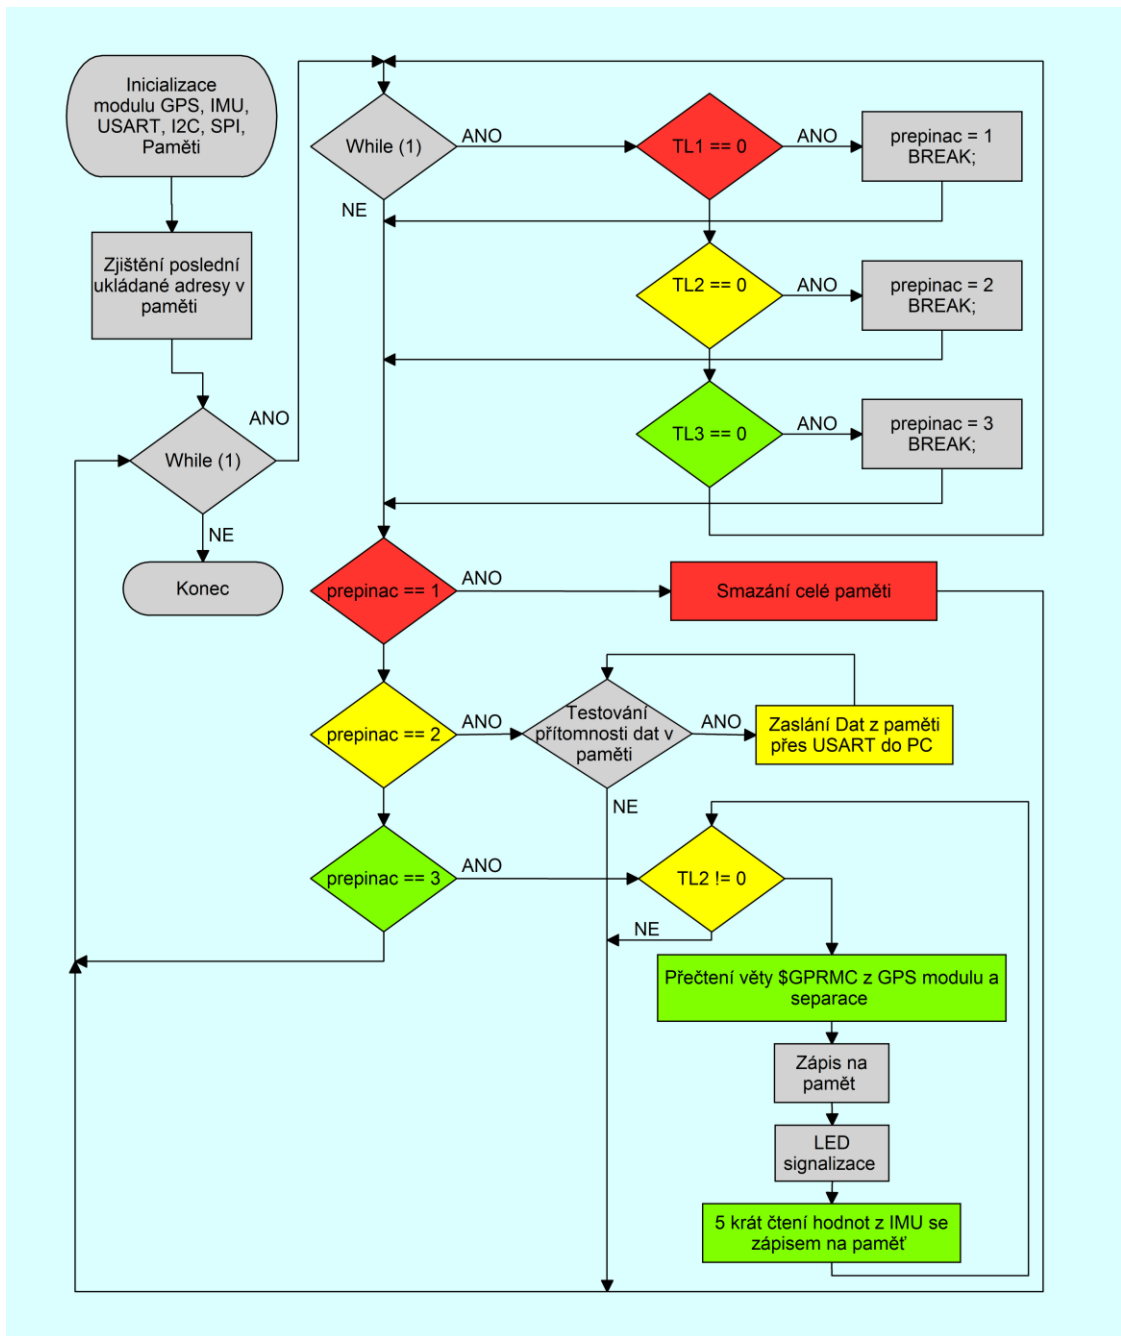 Inicializace
modulu GPS, IMU,
USART, I2C, SPI,
Paměti
Zjištění poslední
ukládané adresy v
paměti
While (1)
ANO
NE
Konec
While (1)
ANO
NE
TL1 == 0
ANO
prepinac = 1
BREAK;
TL2 == 0
ANO
prepinac = 2
BREAK;
TL3 == 0
ANO
prepinac = 3
BREAK;
prepinac == 1
ANO
Smazání celé paměti
prepinac == 2
ANO
Testování
přítomnosti dat v
paměti
ANO
Zaslání Dat z paměti
přes USART do PC
NE
prepinac == 3
ANO
TL2 != 0
NE
Přečtení věty $GPRMC z GPS modulu a
separace
Zápis na
pamět
LED
signalizace
5 krát čtení hodnot z IMU se
zápisem na paměť